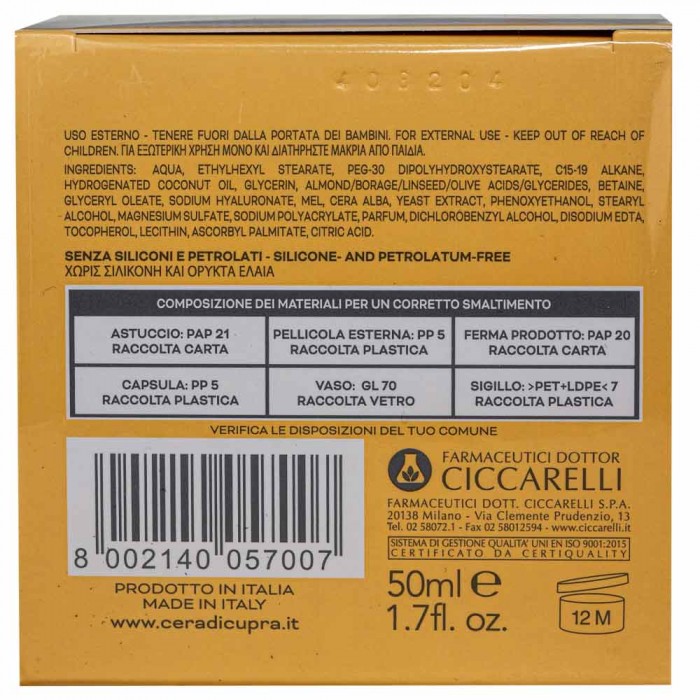 408204
USO ESTERNO - TENERE FUORI DALLA PORTATA DEI BAMBINI. FOR EXTERNAL USE - KEEP OUT OF REACH OF
CHILDREN. ΓΙΑ ΕΞΩΤΕΡΙΚΗ ΧΡΗΣΗ ΜΟΝΟ ΚΑΙ ΔΙΑΤΗΡΗΣΤΕ ΜΑΚΡΙΑ ΑΠΟ ΠΑΙΔΙΑ.
INGREDIENTS: AQUA, ETHYLHEXYL STEARATE, PEG-30 DIPOLYHYDROXYSTEARATE, C15-19 ALKANE,
HYDROGENATED COCONUT OIL, GLYCERIN, ALMOND/BORAGE/LINSEED/OLIVE ACIDS/GLYCERIDES, BETAINE,
GLYCERYL OLEATE, SODIUM HYALURONATE, MEL, CERA ALBA, YEAST EXTRACT, PHENOXYETHANOL, STEARYL
ALCOHOL, MAGNESIUM SULFATE, SODIUM POLYACRYLATE, PARFUM, DICHLOROBENZYL ALCOHOL, DISODIUM EDTA,
TOCOPHEROL, LECITHIN, ASCORBYL PALMITATE, CITRIC ACID.
SENZA SILICONI E PETROLATI - SILICONE- AND PETROLATUM-FREE
ΧΩΡΙΣ ΣΙΛΙΚΟΝΗ ΚΑΙ ΟΡΥΚΤΑ ΕΛΑΙΑ
COMPOSIZIONE DEI MATERIALI PER UN CORRETTO SMALTIMENTO
ASTUCCIO: PAP 21 PELLICOLA ESTERNA: PP 5 FERMA PRODOTTO: PAP 20
RACCOLTA CARTA RACCOLTA PLASTICA RACCOLTA CARTA
CAPSULA: PP 5 VASO: GL 70 SIGILLO: >PET+LDPE< 7
RACCOLTA PLASTICA RACCOLTA VETRO RACCOLTA PLASTICA
VERIFICA LE DISPOSIZIONI DEL TUO COMUNE
8 002140 057007
PRODOTTO IN ITALIA
MADE IN ITALY
www.ceradicupra.it
FARMACEUTICI DOTTOR
CICCARELLI
FARMACEUTICI DOTT. CICCARELLI S.P.A.
20138 Milano - Via Clemente Prudenzio, 13
Tel. 02 58072.1 - Fax 02 58012594 - www.ciccarelli.it
SISTEMA DI GESTIONE QUALITA' UNI EN ISO 9001:2015
CERTIFICATO DA CERTIQUALITY
50ml e
1.7fl. oz.
12 M